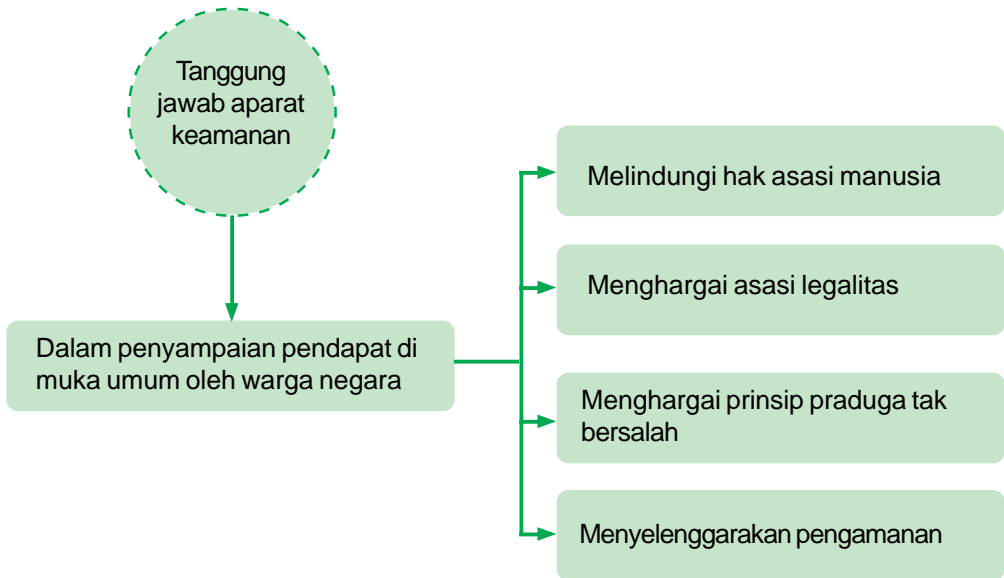 Tanggung
jawab aparat
keamanan
Dalam penyampaian pendapat di
muka umum oleh warga negara
Melindungi hak asasi manusia
Menghargai asasi legalitas
Menghargai prinsip praduga tak
bersalah
Menyelenggarakan pengamanan